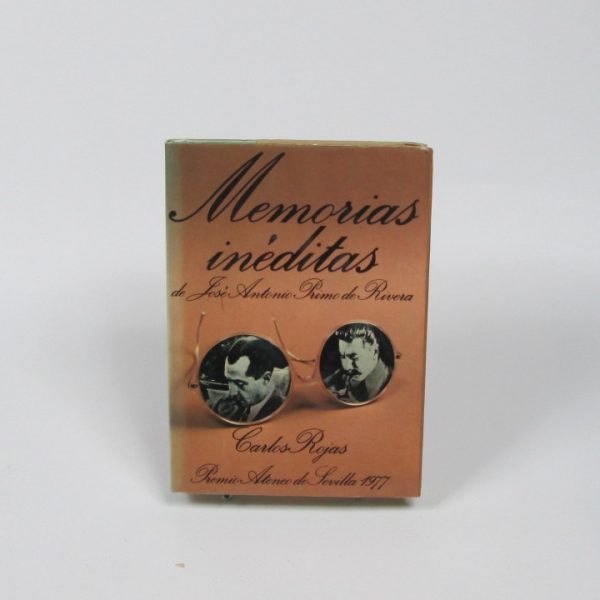 Memorias
inéditas
de José Antonio Primo de Rivera
Carlos Rojas
Premio Ateneo de Sevilla 1977